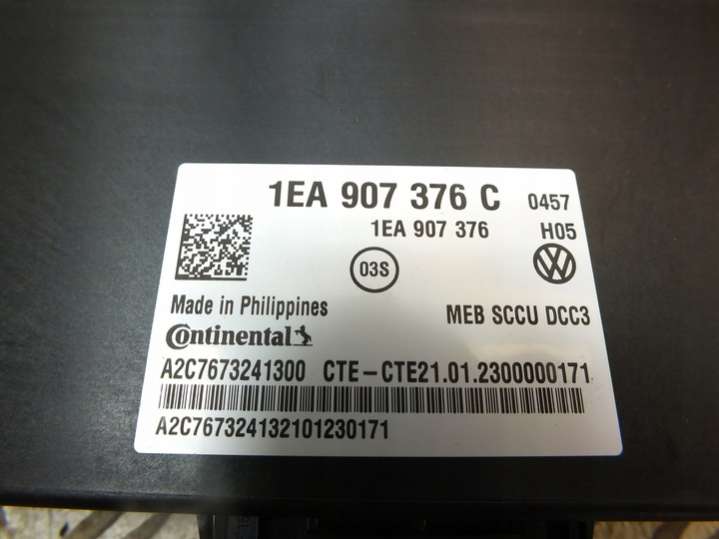 1EA 907 376 C 0457
1EA 907 376 H05
03S
Made in Philippines
MEB SCCU DCC3
Continental
A2C7673241300 CTE-CTE21.01.2300000171
A2C767324132101230171